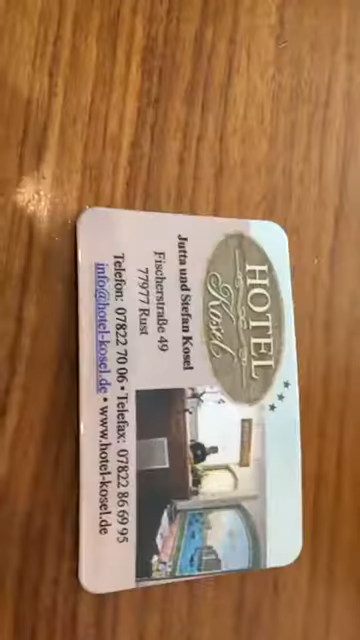 HOTEL
Kosel
Jutta und Stefan Kosel
Fischerstraße 49
77977 Rust
Telefon: 07822 70 06 • Telefax: 07822 86 69 95
info@hotel-kosel.de • www.hotel-kosel.de